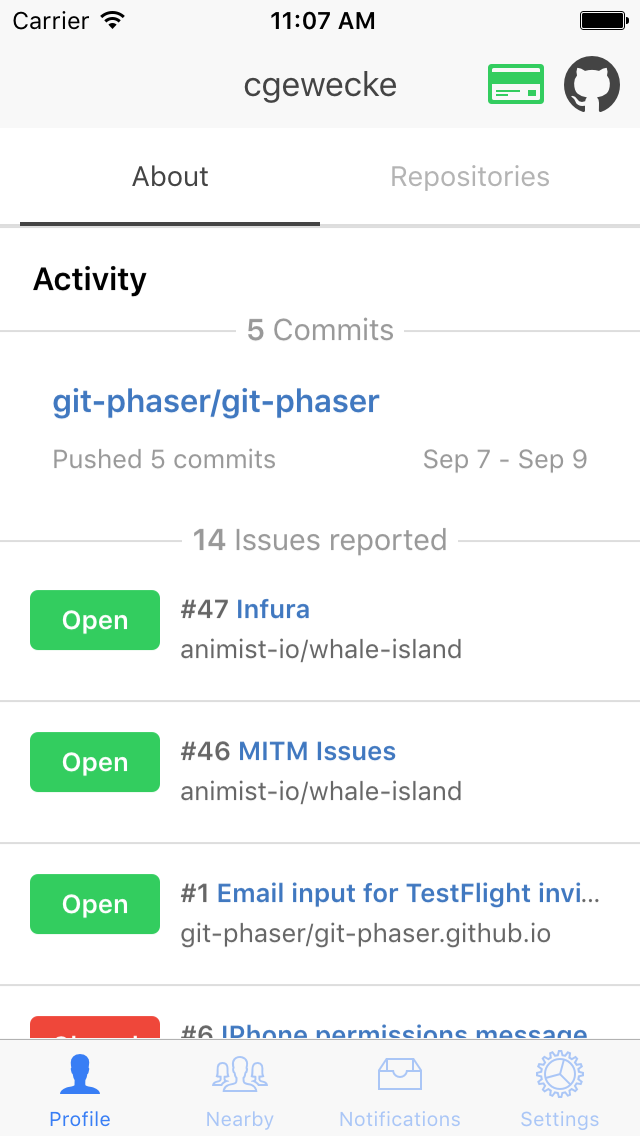 Carrier 11:07 AM
cgewecke
About Repositories
Activity
5 Commits
git-phaser/git-phaser
Pushed 5 commits Sep 7 - Sep 9
14 Issues reported
Open #47 Infura
animist-io/whale-island
Open #46 MITM Issues
animist-io/whale-island
Open #1 Email input for TestFlight invi...
git-phaser/git-phaser.github.io
#6 IPhone permissions message
Profile Nearby Notifications Settings